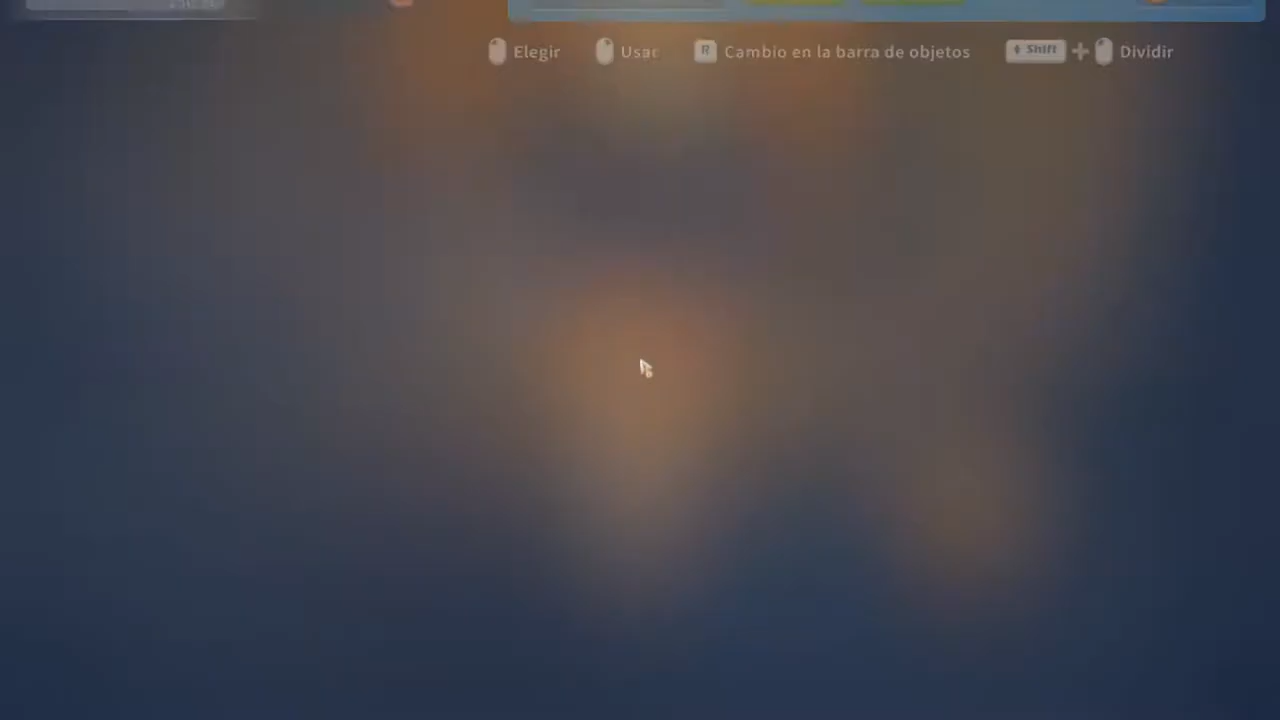 Elegir
Usar
R
Cambio en la barra de objetos
Shift
+
Dividir